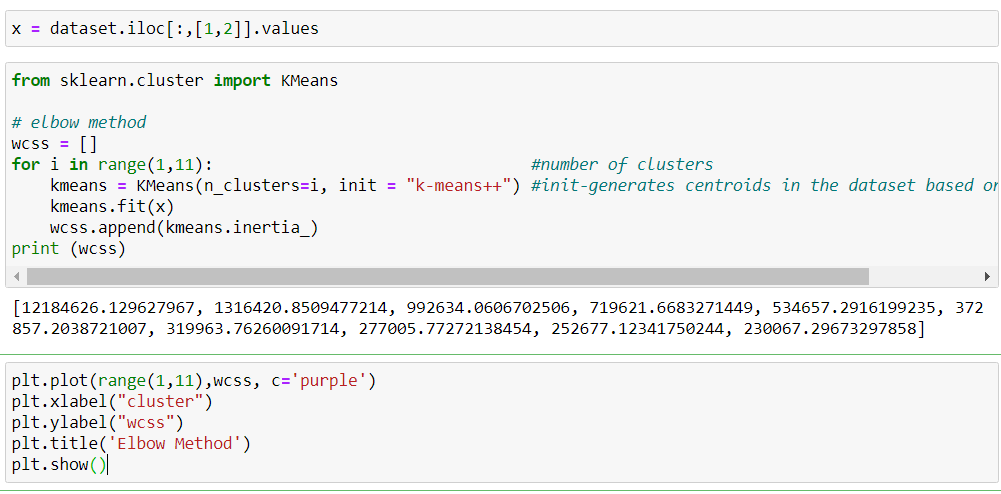 x = dataset.iloc[:,[1,2]].values
from sklearn.cluster import KMeans
# elbow method
wcss = []
for i in range(1,11): #number of clusters
    kmeans = KMeans(n_clusters=i, init = "k-means++") #init-generates centroids in the dataset based
    kmeans.fit(x)
    wcss.append(kmeans.inertia_)
print (wcss)
[12184626.129627967, 1316420.8509477214, 992634.0606702506, 719621.6683271449, 534657.2916199235, 372
857.2038721007, 319963.76260091714, 277005.77272138454, 252677.12341750244, 230067.29673297858]
plt.plot(range(1,11),wcss, c='purple')
plt.xlabel("cluster")
plt.ylabel("wcss")
plt.title('Elbow Method')
plt.show()